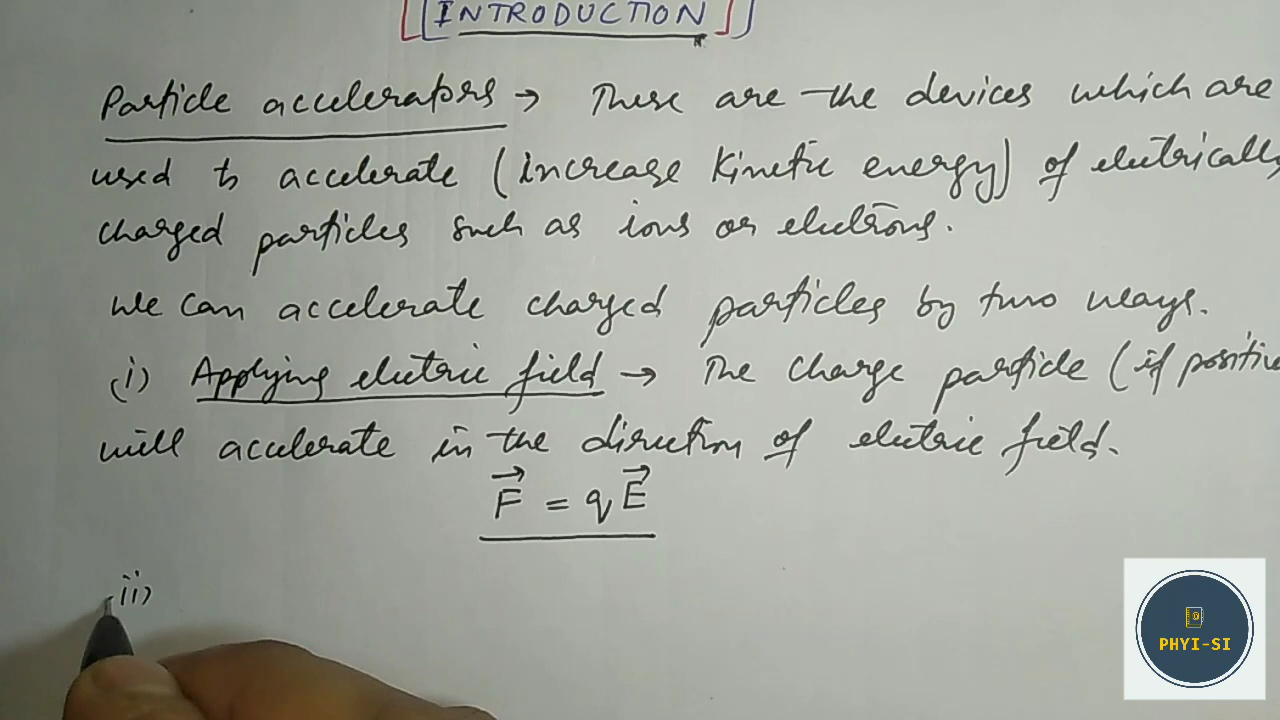 [[INTRODUCTION]]
Particle accelerators → These are the devices which are
used to accelerate (increase kinetic energy) of electrically
charged particles such as ions or electrons.
We can accelerate charged particles by two ways.
(i) Applying electric field → The charge particle (if positive
will accelerate in the direction of electric field.
F⃗ = qE⃗
ii)
PHYI-SI